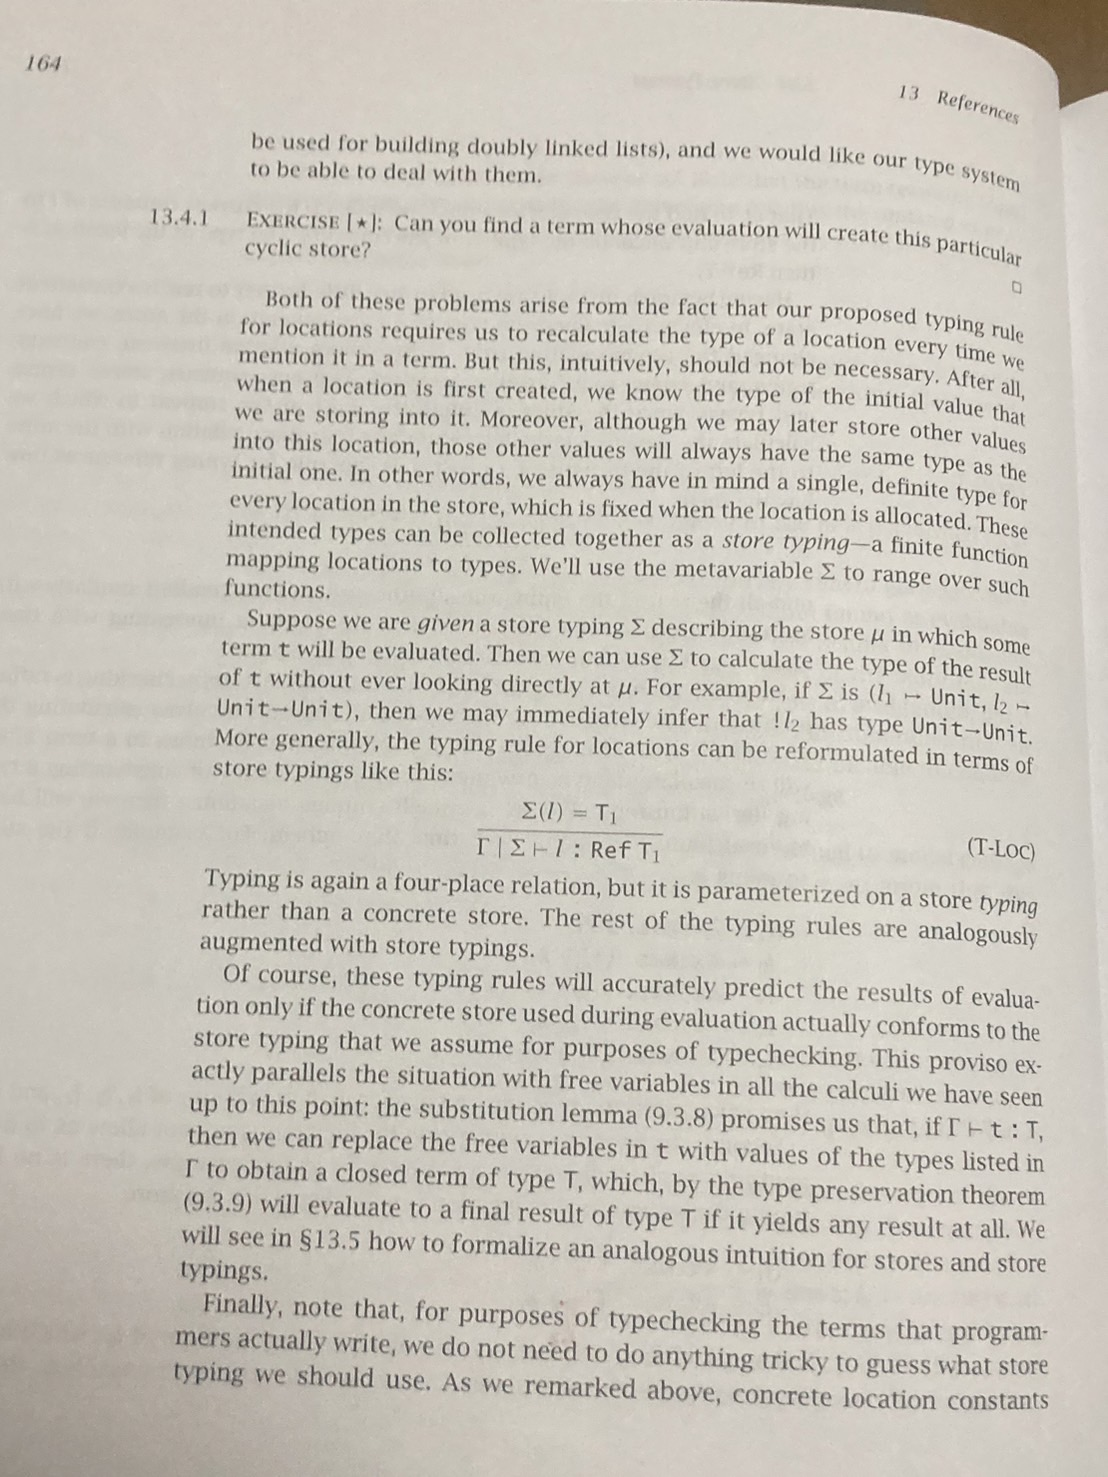 164
13 References
be used for building doubly linked lists), and we would like our type system
to be able to deal with them.
13.4.1 EXERCISE [★]: Can you find a term whose evaluation will create this particular
cyclic store? □
Both of these problems arise from the fact that our proposed typing rule
for locations requires us to recalculate the type of a location every time we
mention it in a term. But this, intuitively, should not be necessary. After all,
when a location is first created, we know the type of the initial value that
we are storing into it. Moreover, although we may later store other values
into this location, those other values will always have the same type as the
initial one. In other words, we always have in mind a single, definite type for
every location in the store, which is fixed when the location is allocated. These
intended types can be collected together as a store typing—a finite function
mapping locations to types. We'll use the metavariable Σ to range over such
functions.
Suppose we are given a store typing Σ describing the store μ in which some
term t will be evaluated. Then we can use Σ to calculate the type of the result
of t without ever looking directly at μ. For example, if Σ is (l₁ ↦ Unit, l₂ ↦
Unit→Unit), then we may immediately infer that !l₂ has type Unit→Unit.
More generally, the typing rule for locations can be reformulated in terms of
store typings like this:
Σ(l) = T₁
Γ | Σ ⊢ l : Ref T₁ (T-LOC)
Typing is again a four-place relation, but it is parameterized on a store typing
rather than a concrete store. The rest of the typing rules are analogously
augmented with store typings.
Of course, these typing rules will accurately predict the results of evalua-
tion only if the concrete store used during evaluation actually conforms to the
store typing that we assume for purposes of typechecking. This proviso ex-
actly parallels the situation with free variables in all the calculi we have seen
up to this point: the substitution lemma (9.3.8) promises us that, if Γ ⊢ t : T,
then we can replace the free variables in t with values of the types listed in
Γ to obtain a closed term of type T, which, by the type preservation theorem
(9.3.9) will evaluate to a final result of type T if it yields any result at all. We
will see in §13.5 how to formalize an analogous intuition for stores and store
typings.
Finally, note that, for purposes of typechecking the terms that program-
mers actually write, we do not need to do anything tricky to guess what store
typing we should use. As we remarked above, concrete location constants